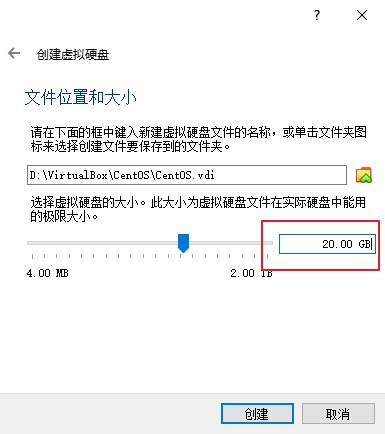 ?
创建虚拟硬盘
文件位置和大小
请在下面的框中键入新建虚拟硬盘文件的名称，或单击文件夹图
标来选择创建文件要保存到的文件夹。
D:\VirtualBox\CentOS\CentOS.vdi
选择虚拟硬盘的大小。此大小为虚拟硬盘文件在实际硬盘中能用
的极限大小。
20.00 GB
4.00 MB 2.00 TB
创建 取消